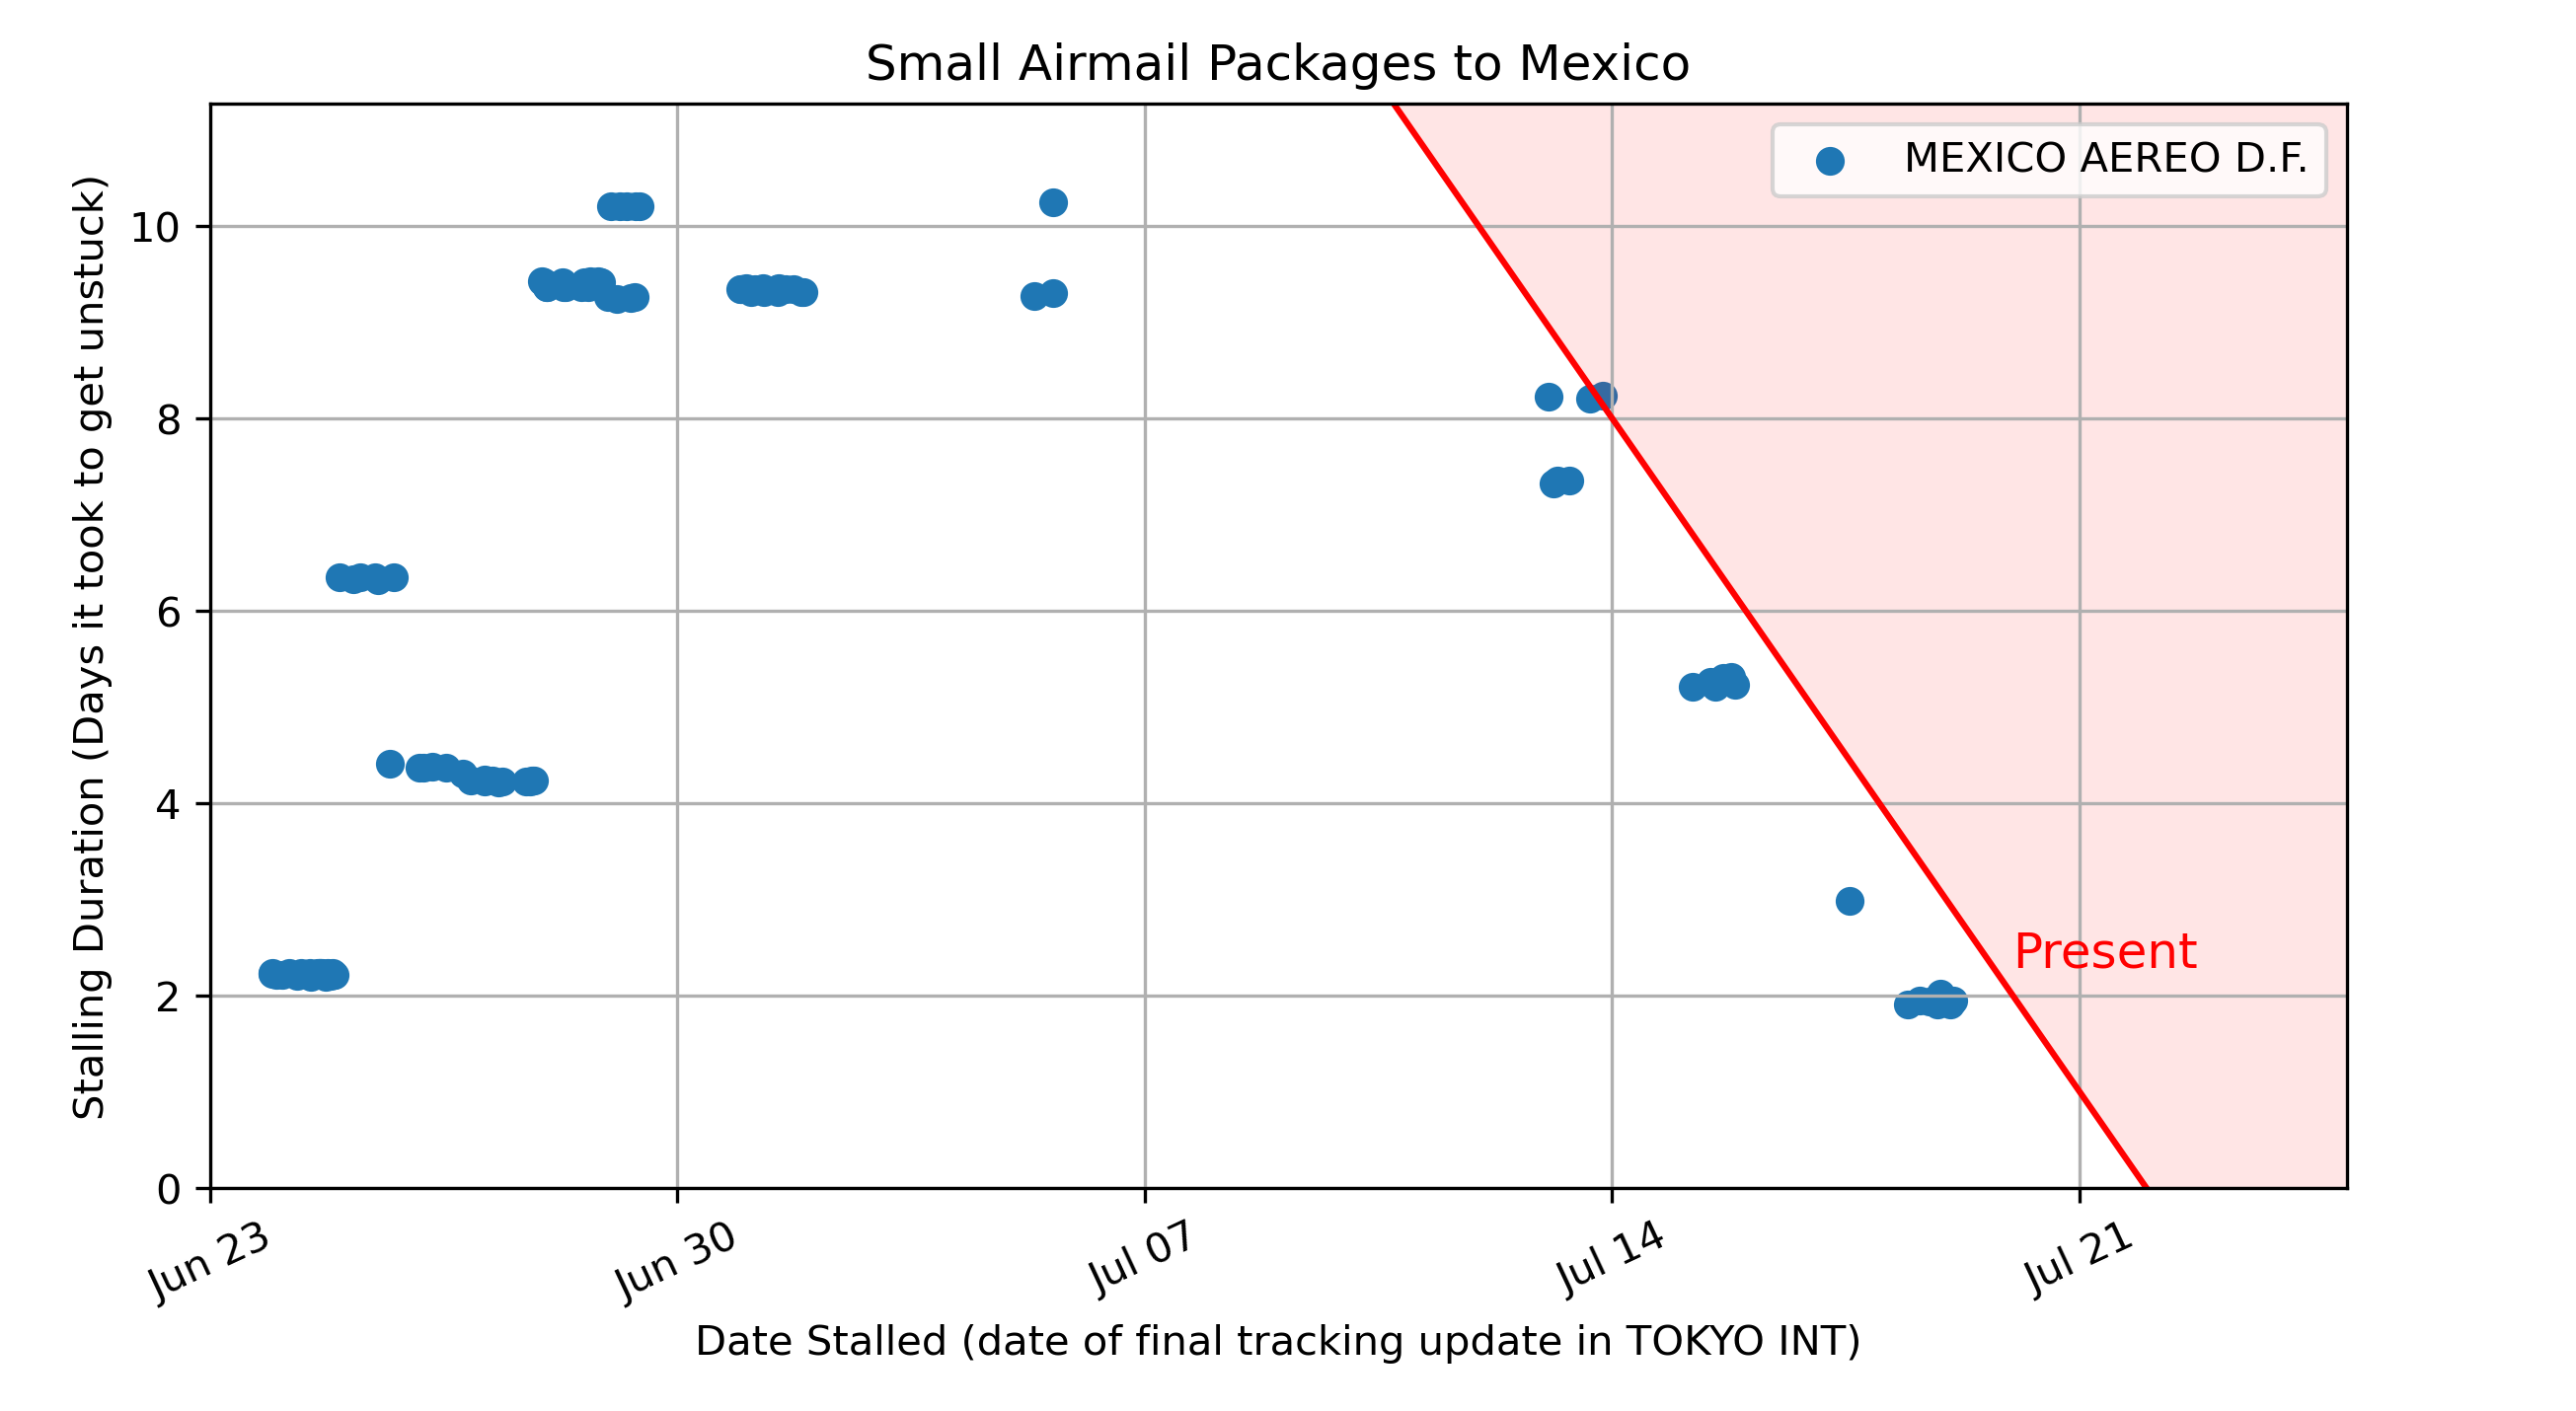 Small Airmail Packages to Mexico
MEXICO AEREO D.F.
Stalling Duration (Days it took to get unstuck)
10
8
6
4
2
0
Present
Jun 23
Jun 30
Jul 07
Jul 14
Jul 21
Date Stalled (date of final tracking update in TOKYO INT)